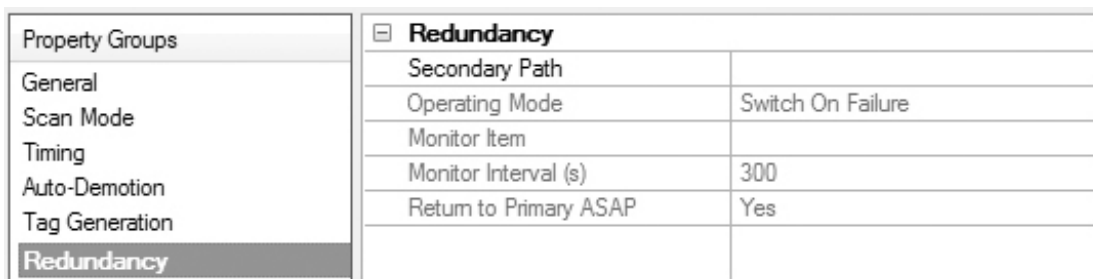 Property Groups
General
Scan Mode
Timing
Auto-Demotion
Tag Generation
Redundancy
Redundancy
Secondary Path
Operating Mode Switch On Failure
Monitor Item
Monitor Interval (s) 300
Return to Primary ASAP Yes